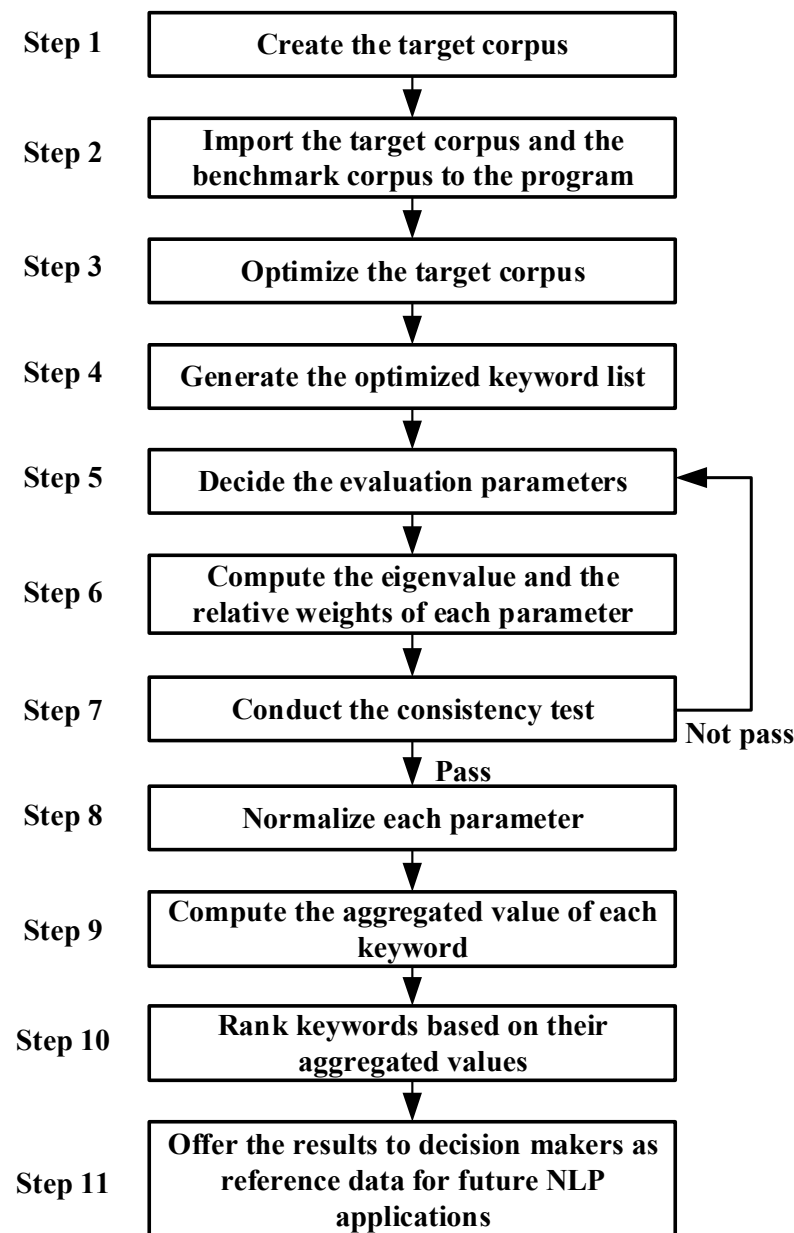 Step 1
Create the target corpus
Step 2
Import the target corpus and the
benchmark corpus to the program
Step 3
Optimize the target corpus
Step 4
Generate the optimized keyword list
Step 5
Decide the evaluation parameters
Step 6
Compute the eigenvalue and the
relative weights of each parameter
Step 7
Conduct the consistency test
Not pass
Pass
Step 8
Normalize each parameter
Step 9
Compute the aggregated value of each
keyword
Step 10
Rank keywords based on their
aggregated values
Step 11
Offer the results to decision makers as
reference data for future NLP
applications